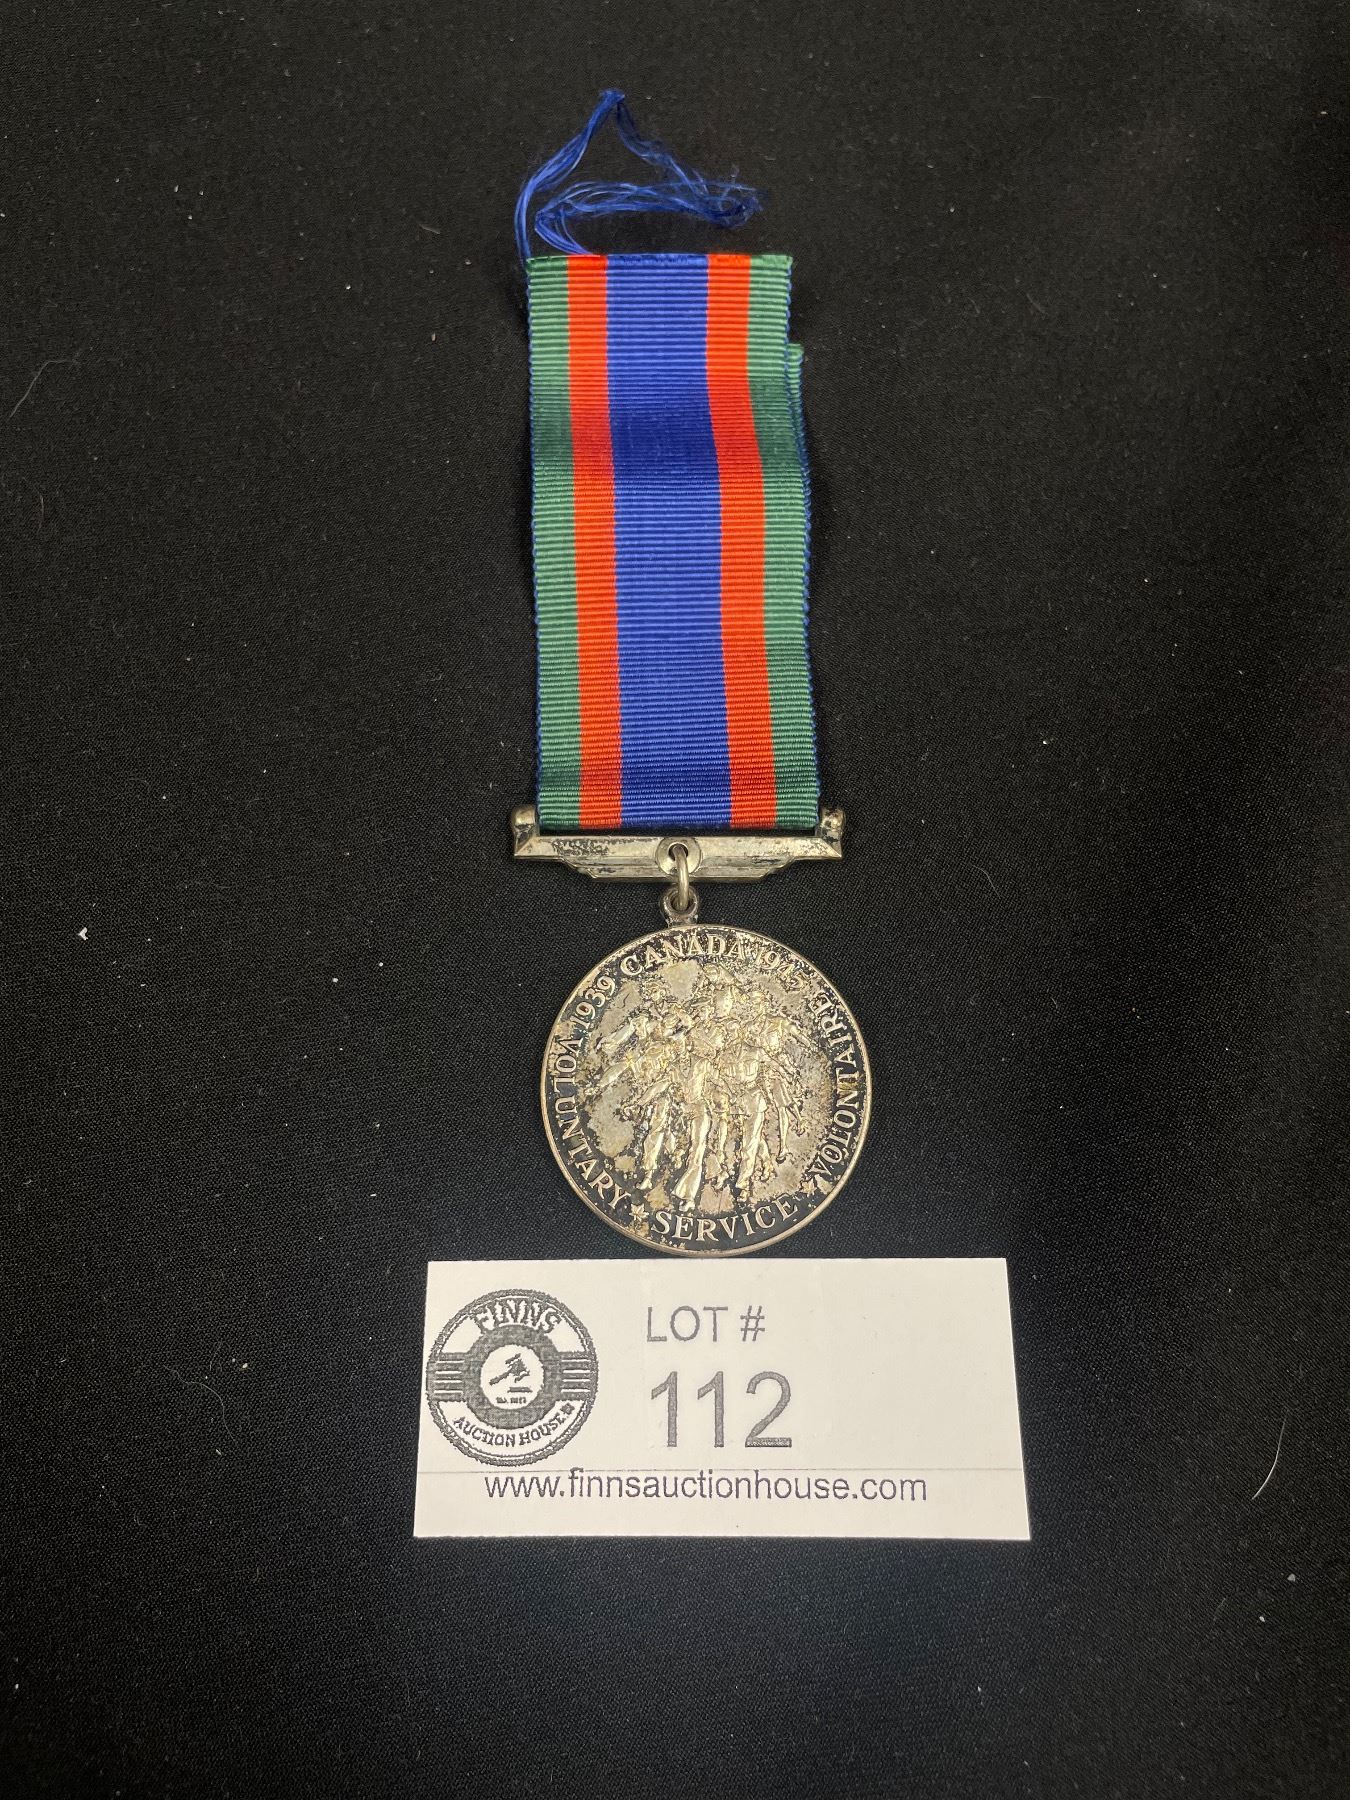 1939 CANADA 1945
VOLUNTARY ★ SERVICE ★ VOLONTAIRE
FINNS
AUCTION HOUSE
LOT #
112
www.finnsauctionhouse.com